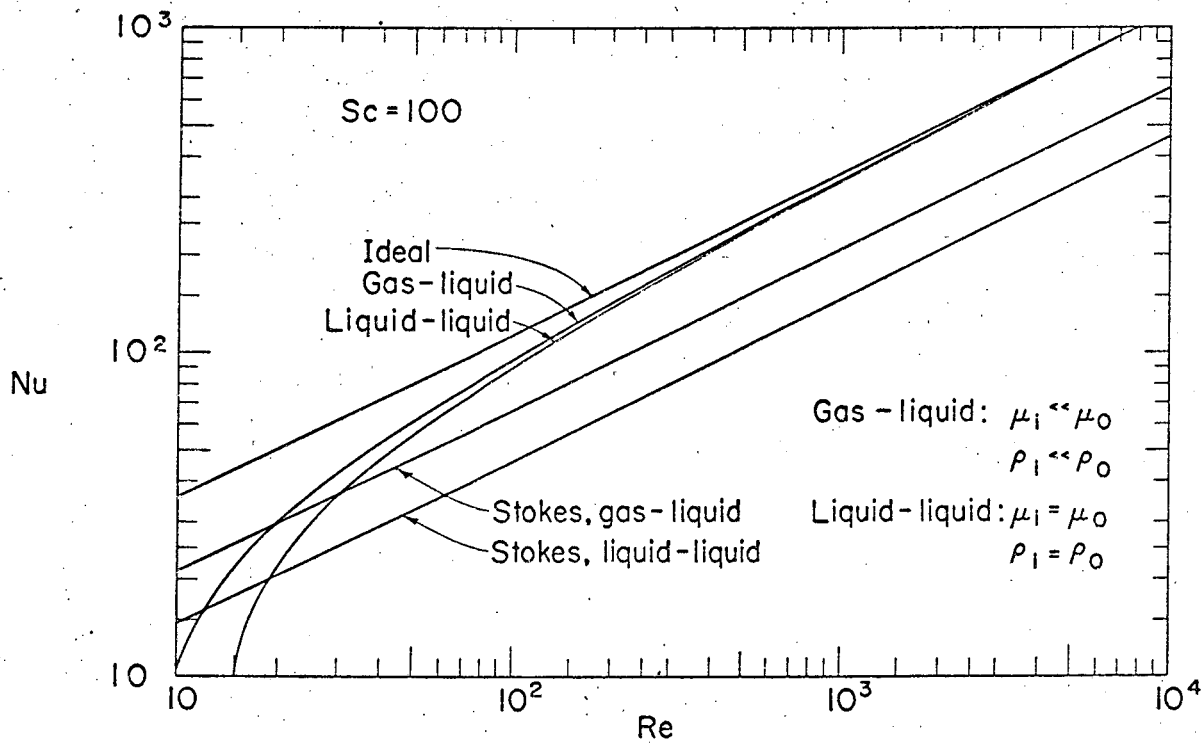 10³
Sc = 100
Ideal
Gas-liquid
Liquid-liquid
10²
Nu
Gas-liquid: μi << μo
ρi << ρo
Stokes, gas-liquid
Liquid-liquid: μi = μo
Stokes, liquid-liquid
ρi = ρo
10
10
10²
10³
10⁴
Re